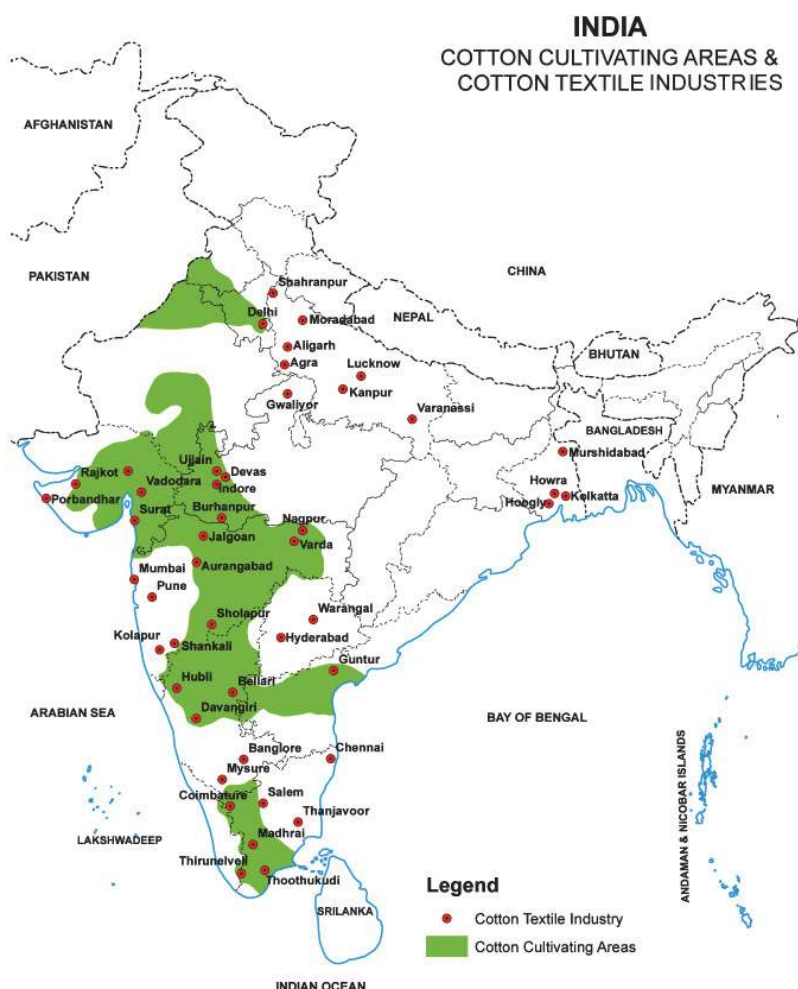 INDIA
COTTON CULTIVATING AREAS &
COTTON TEXTILE INDUSTRIES
AFGHANISTAN
PAKISTAN
CHINA
Shahranpur
Delhi
Moradabad
NEPAL
Aligarh
BHUTAN
Agra
Lucknow
Kanpur
Gwaliyor
Varanassi
BANGLADESH
Murshidabad
Ujjain
Rajkot
Devas
Vadodara
Indore
MYANMAR
Porbandhar
Howra
Kolkatta
Hoogly
Surat
Burhanpur
Nagpur
Jalgoan
Varda
Mumbai
Aurangabad
Pune
Sholapur
Warangal
Kolapur
Hyderabad
Shankali
Guntur
Hubli
Bellari
ARABIAN SEA
Davangiri
BAY OF BENGAL
Banglore
Chennai
Mysure
ANDAMAN & NICOBAR ISLANDS
Coimbature
Salem
Thanjavoor
LAKSHWADEEP
Madhrai
Thirunelveli
Thoothukudi
Legend
SRILANKA
Cotton Textile Industry
Cotton Cultivating Areas
INDIAN OCEAN